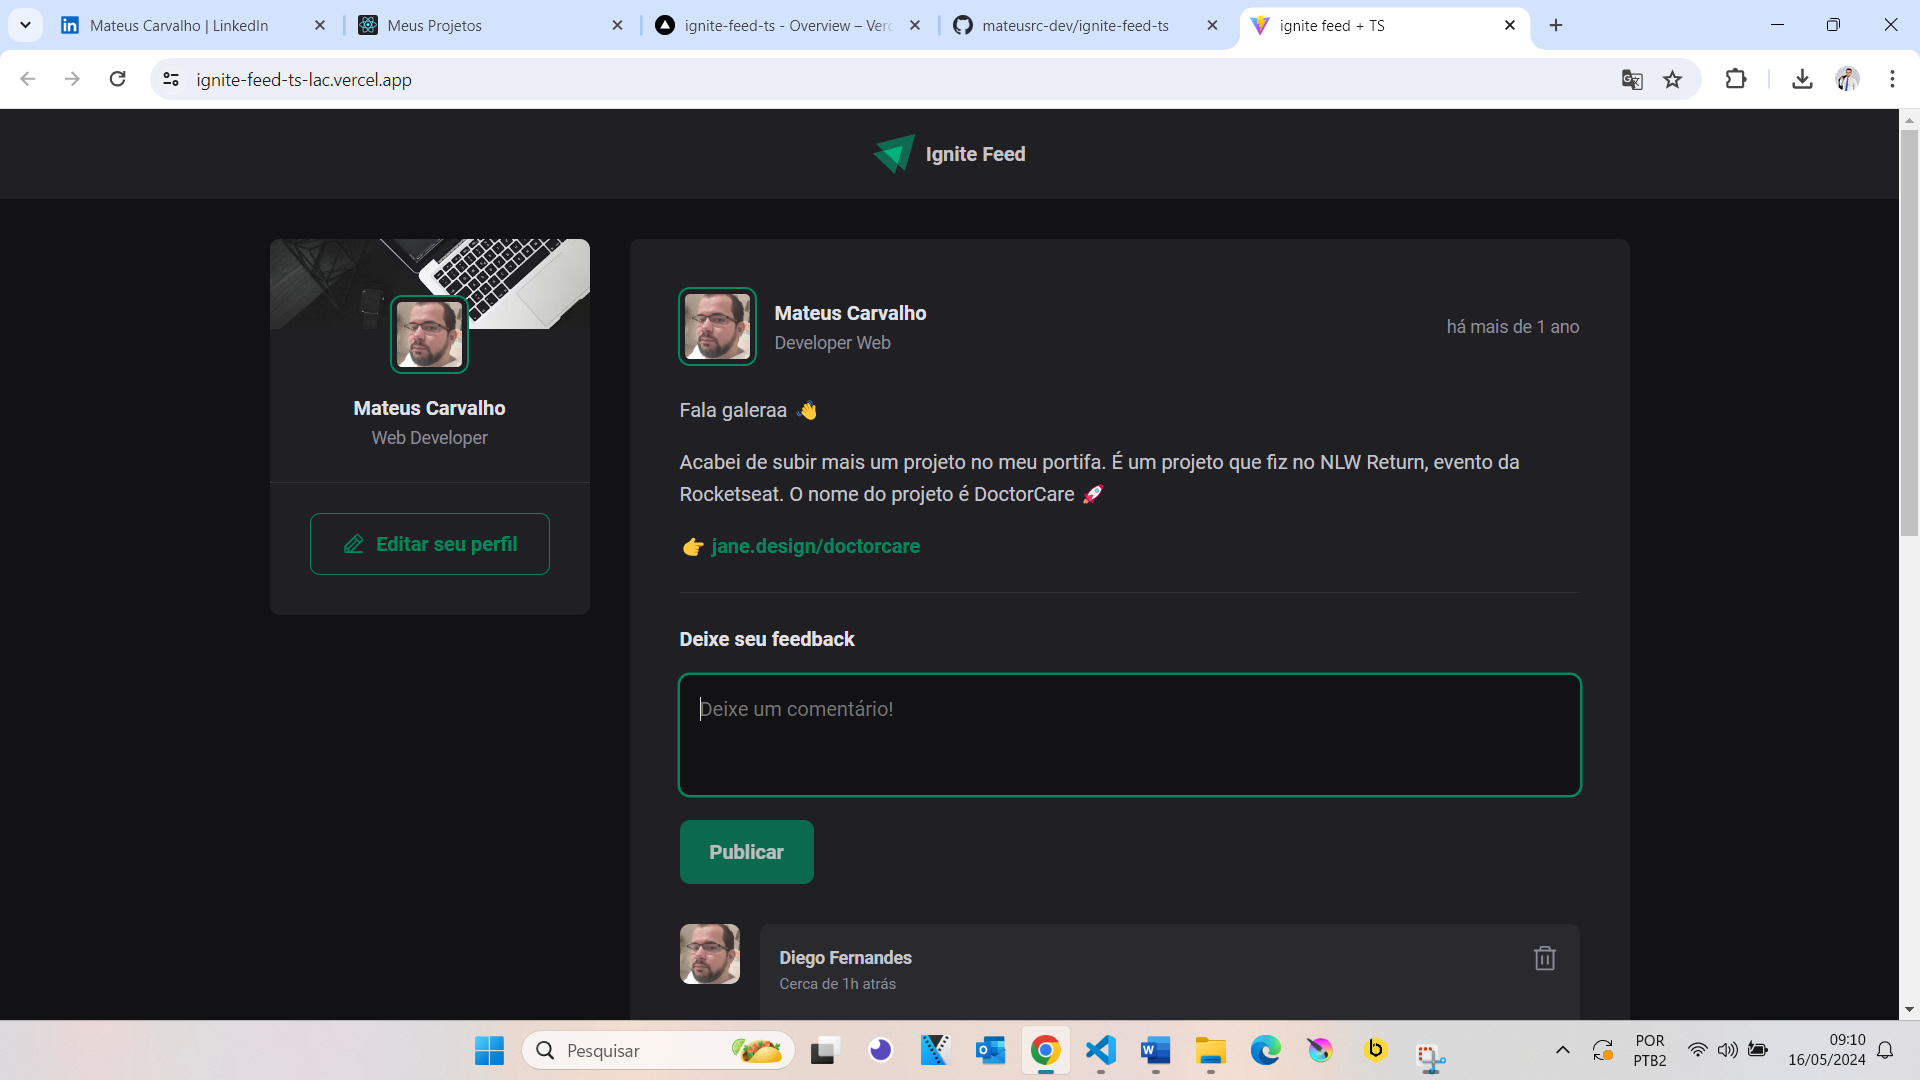 Mateus Carvalho | LinkedIn
Meus Projetos
ignite-feed-ts - Overview – Verc
mateusrc-dev/ignite-feed-ts
ignite feed + TS
ignite-feed-ts-lac.vercel.app
Ignite Feed
Mateus Carvalho
Web Developer
Editar seu perfil
Mateus Carvalho
Developer Web
há mais de 1 ano
Fala galeraa 👋
Acabei de subir mais um projeto no meu portifa. É um projeto que fiz no NLW Return, evento da
Rocketseat. O nome do projeto é DoctorCare 🚀
👉 jane.design/doctorcare
Deixe seu feedback
Deixe um comentário!
Publicar
Diego Fernandes
Cerca de 1h atrás
Pesquisar
POR
PTB2
09:10
16/05/2024